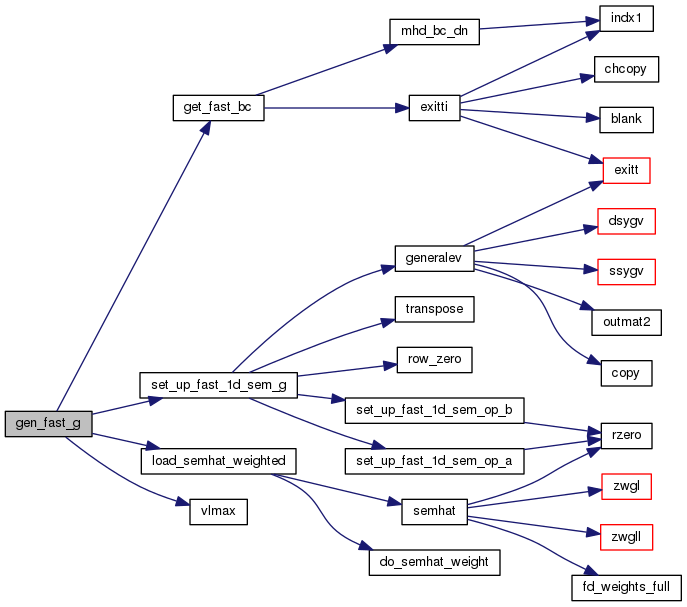 indx1
mhd_bc_dn
chcopy
get_fast_bc
exitti
blank
exitt
dsygv
generalev
ssygv
transpose
outmat2
row_zero
copy
set_up_fast_1d_sem_g
set_up_fast_1d_sem_op_b
gen_fast_g
rzero
load_semhat_weighted
set_up_fast_1d_sem_op_a
zwgl
vlmax
semhat
zwgll
do_semhat_weight
fd_weights_full